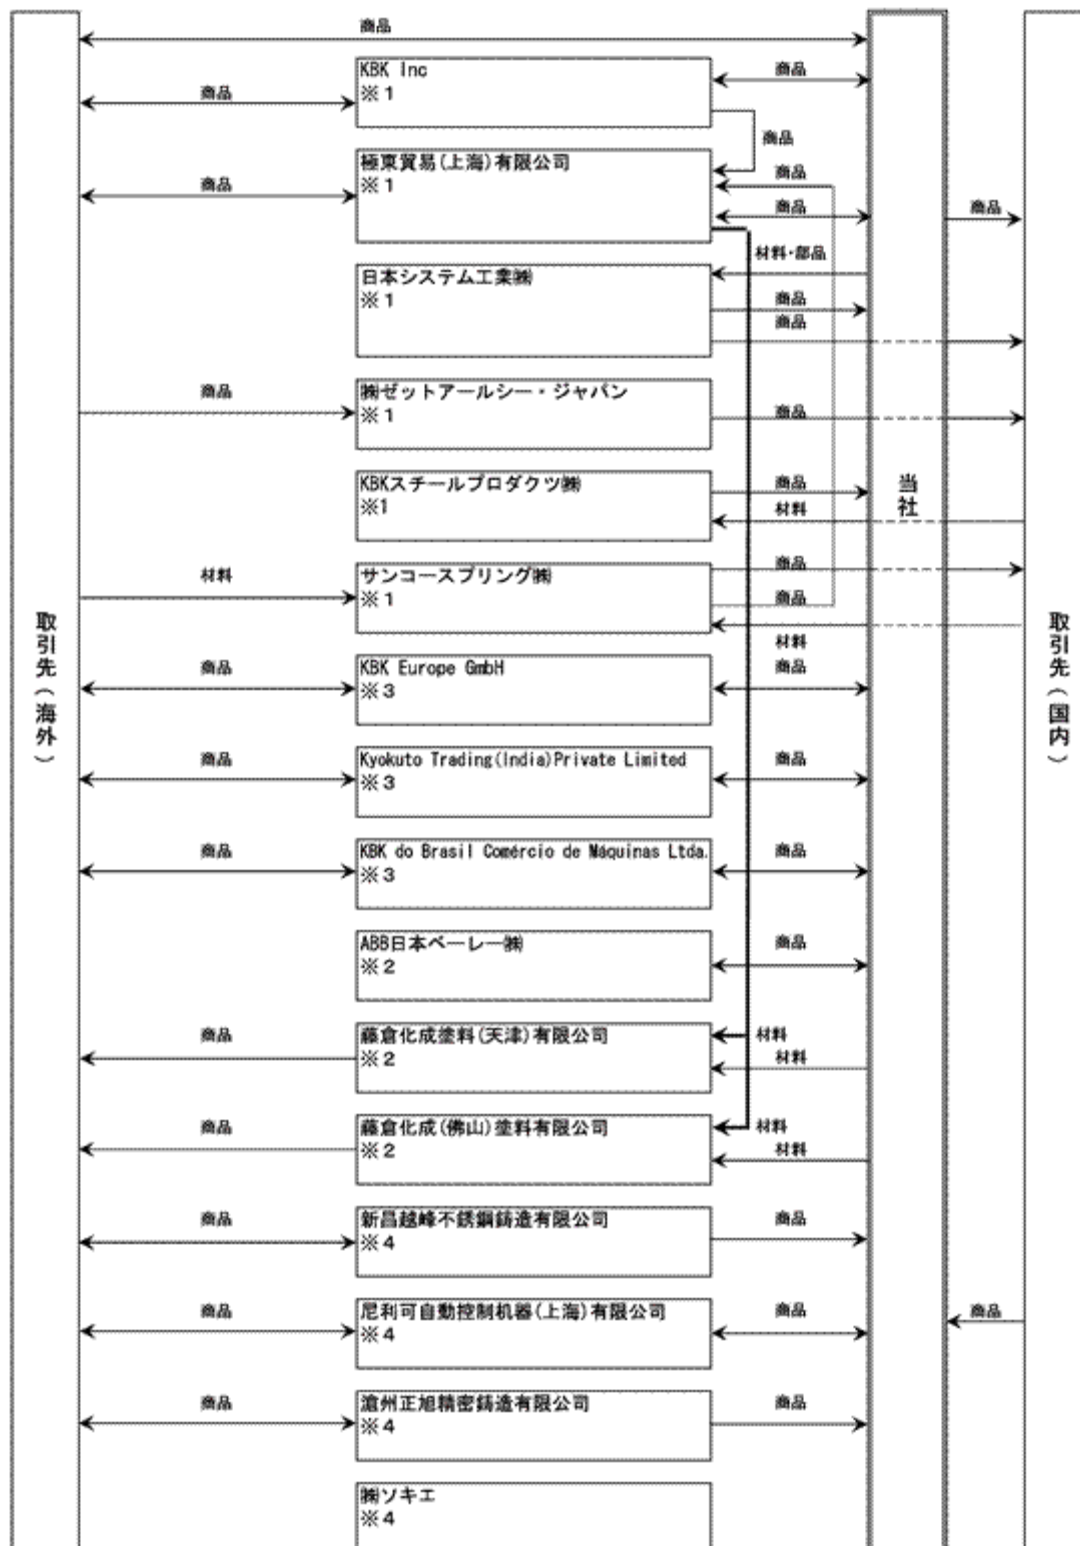 商品
KBK Inc
※1
商品
商品
商品
極東貿易(上海)有限公司
※1
商品
商品
商品
商品
材料・部品
日本システム工業㈱
※1
商品
商品
㈱ゼットアールシー・ジャパン
※1
商品
商品
KBKスチールプロダクツ㈱
※1
商品
材料
当社
サンコースプリング㈱
※1
材料
商品
商品
材料
取引先(海外)
取引先(国内)
KBK Europe GmbH
※3
商品
商品
Kyokuto Trading(India)Private Limited
※3
商品
商品
KBK do Brasil Comércio de Máquinas Ltda.
※3
商品
商品
ABB日本ベーレー㈱
※2
商品
藤倉化成塗料(天津)有限公司
※2
商品
材料
材料
藤倉化成(佛山)塗料有限公司
※2
商品
材料
材料
新昌越峰不銹鋼鋳造有限公司
※4
商品
商品
尼利可自動控制机器(上海)有限公司
※4
商品
商品
商品
滄州正旭精密鋳造有限公司
※4
商品
商品
㈱ソキエ
※4